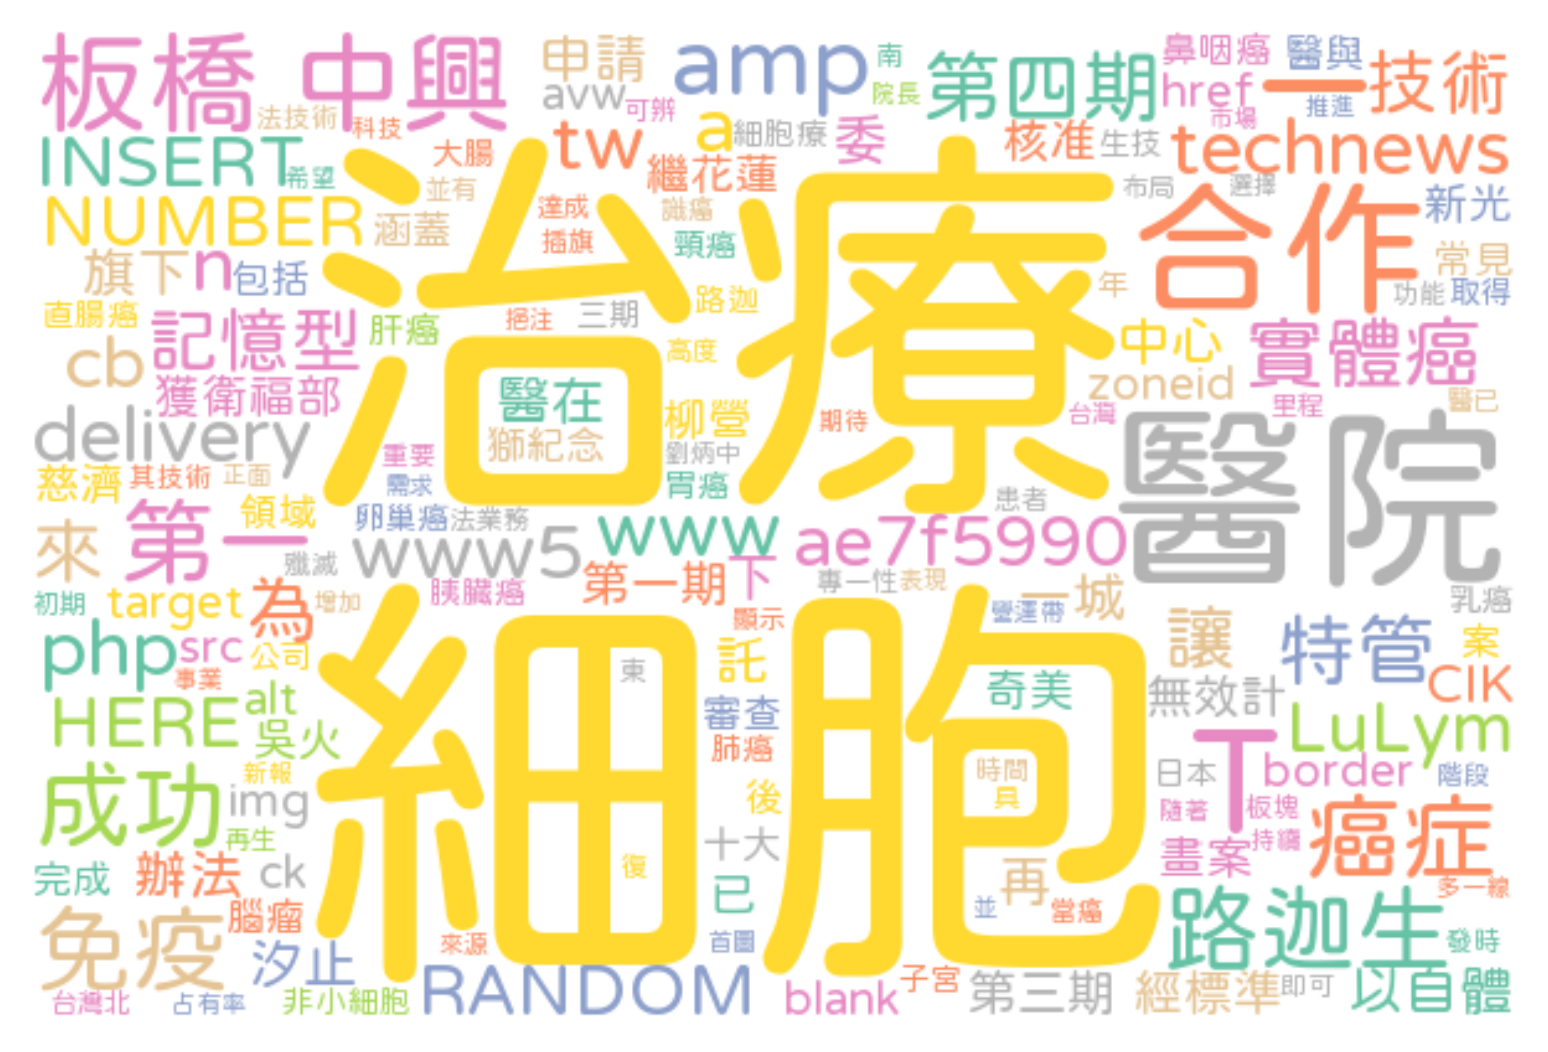 板橋 中興 申請 amp 南 第四期 鼻咽癌 醫與 一 技術
avw 可辨 院長 href 推進
法技術 科技 a 細胞療 委 市場 核准 生技 technews
INSERT 希望 大腸 tw 繼花蓮 布局 選擇
並有 治療 合作 新光
NUMBER 涵蓋 達成 識癌
插旗 頸癌 常見
旗下 n 包括 路迦 年 功能 取得
直腸癌 記憶型 肝癌 挹注 三期 中心 實體癌
cb 高度 zoneid
獲衛福部 醫在 柳營 期待 台灣 里程 醫已
delivery 獅紀念 劉炳中 醫院
重要
慈濟 其技術 正面 需求 胃癌
第一 領域 卵巢癌 法業務 患者
來 殲滅 www5 www ae7f5990
第一期 下 專一性 表現 一城 乳癌
初期 target 為 增加 胰臟癌 顯示 營運帶
php src 公司 細胞 託 讓 特管 案
事業 東 奇美 無效計 CIK
HERE alt 審查 LuLym
吳火 肺癌 T
成功 新報 img 後 時間 日本 border 階段
再生 具 隨著 板塊
完成 辦法 ck 十大 畫案 持續 癌症
復 已 再 多一線
免疫 腦瘤 並 當癌 路迦生
汐止 來源 首圖 發時
台灣北 占有率 非小細胞 RANDOM blank 子宮 第三期 經標準 即可 以自體